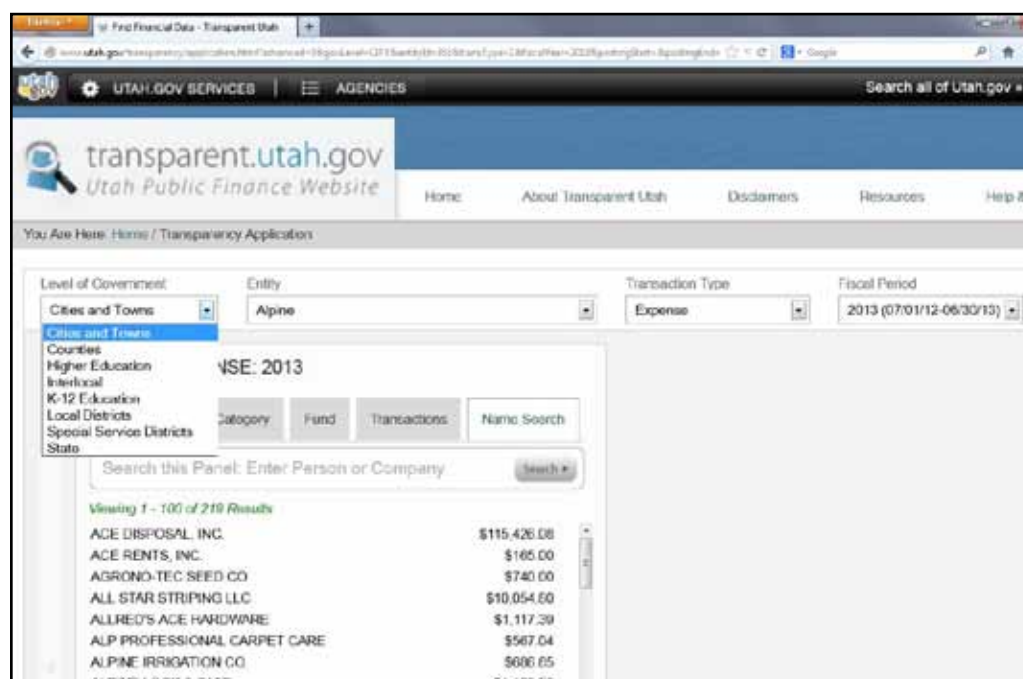 Find Financial Data - Transparent Utah
Google
UTAH.GOV SERVICES
AGENCIES
Search all of Utah.gov »
transparent.utah.gov
Utah Public Finance Website
Home
About Transparent Utah
Disclaimers
Resources
Help &
You Are Here: Home / Transparency Application
Level of Government
Entity
Transaction Type
Fiscal Period
Cities and Towns
Alpine
Expense
2013 (07/01/12-06/30/13)
Cities and Towns
Counties
Higher Education
Interlocal
K-12 Education
Local Districts
Special Service Districts
State
NSE: 2013
Category
Fund
Transactions
Name Search
Search this Panel: Enter Person or Company
Search
Viewing 1 - 100 of 219 Results
ACE DISPOSAL, INC. $115,426.08
ACE RENTS, INC. $165.00
AGRONO-TEC SEED CO $740.00
ALL STAR STRIPING LLC $10,054.60
ALLRED'S ACE HARDWARE $1,117.39
ALP PROFESSIONAL CARPET CARE $567.04
ALPINE IRRIGATION CO $686.65